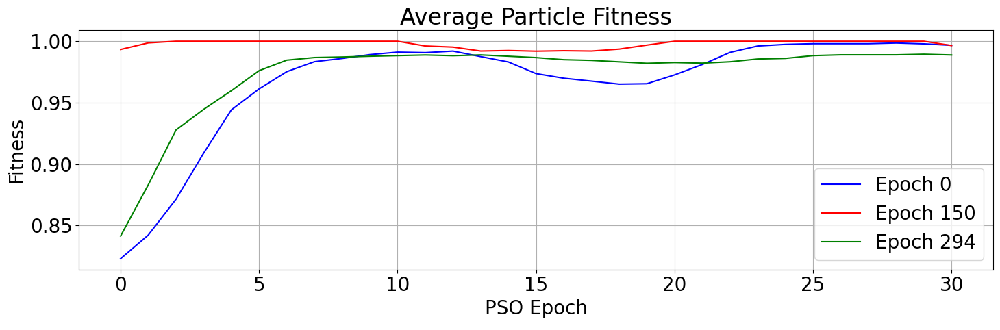 Average Particle Fitness
Fitness
1.00
0.95
0.90
0.85
0 5 10 15 20 25 30
PSO Epoch
Epoch 0
Epoch 150
Epoch 294